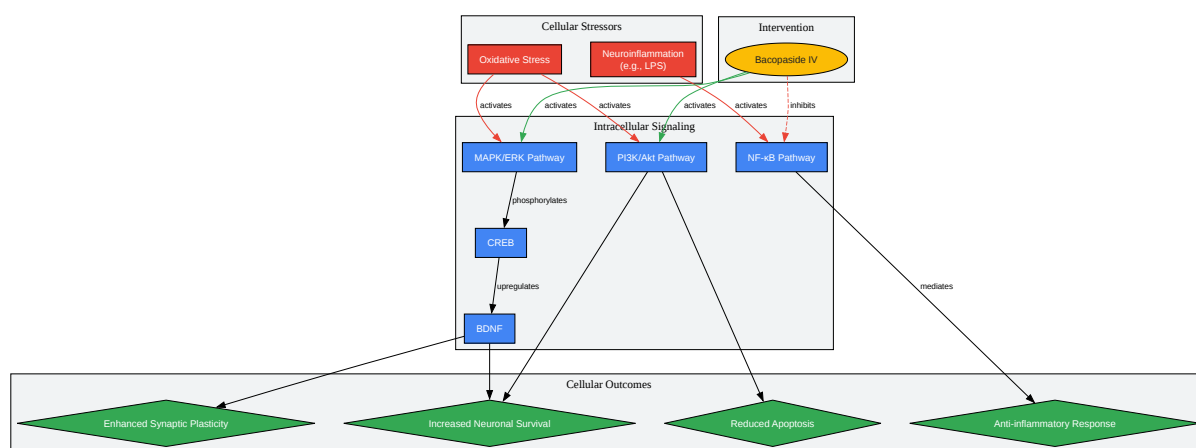 Cellular Stressors
Intervention
Oxidative Stress
Neuroinflammation
(e.g., LPS)
Bacopaside IV
activates
activates
activates
activates
activates
inhibits
Intracellular Signaling
MAPK/ERK Pathway
PI3K/Akt Pathway
NF-κB Pathway
phosphorylates
CREB
upregulates
mediates
BDNF
Cellular Outcomes
Enhanced Synaptic Plasticity
Increased Neuronal Survival
Reduced Apoptosis
Anti-inflammatory Response